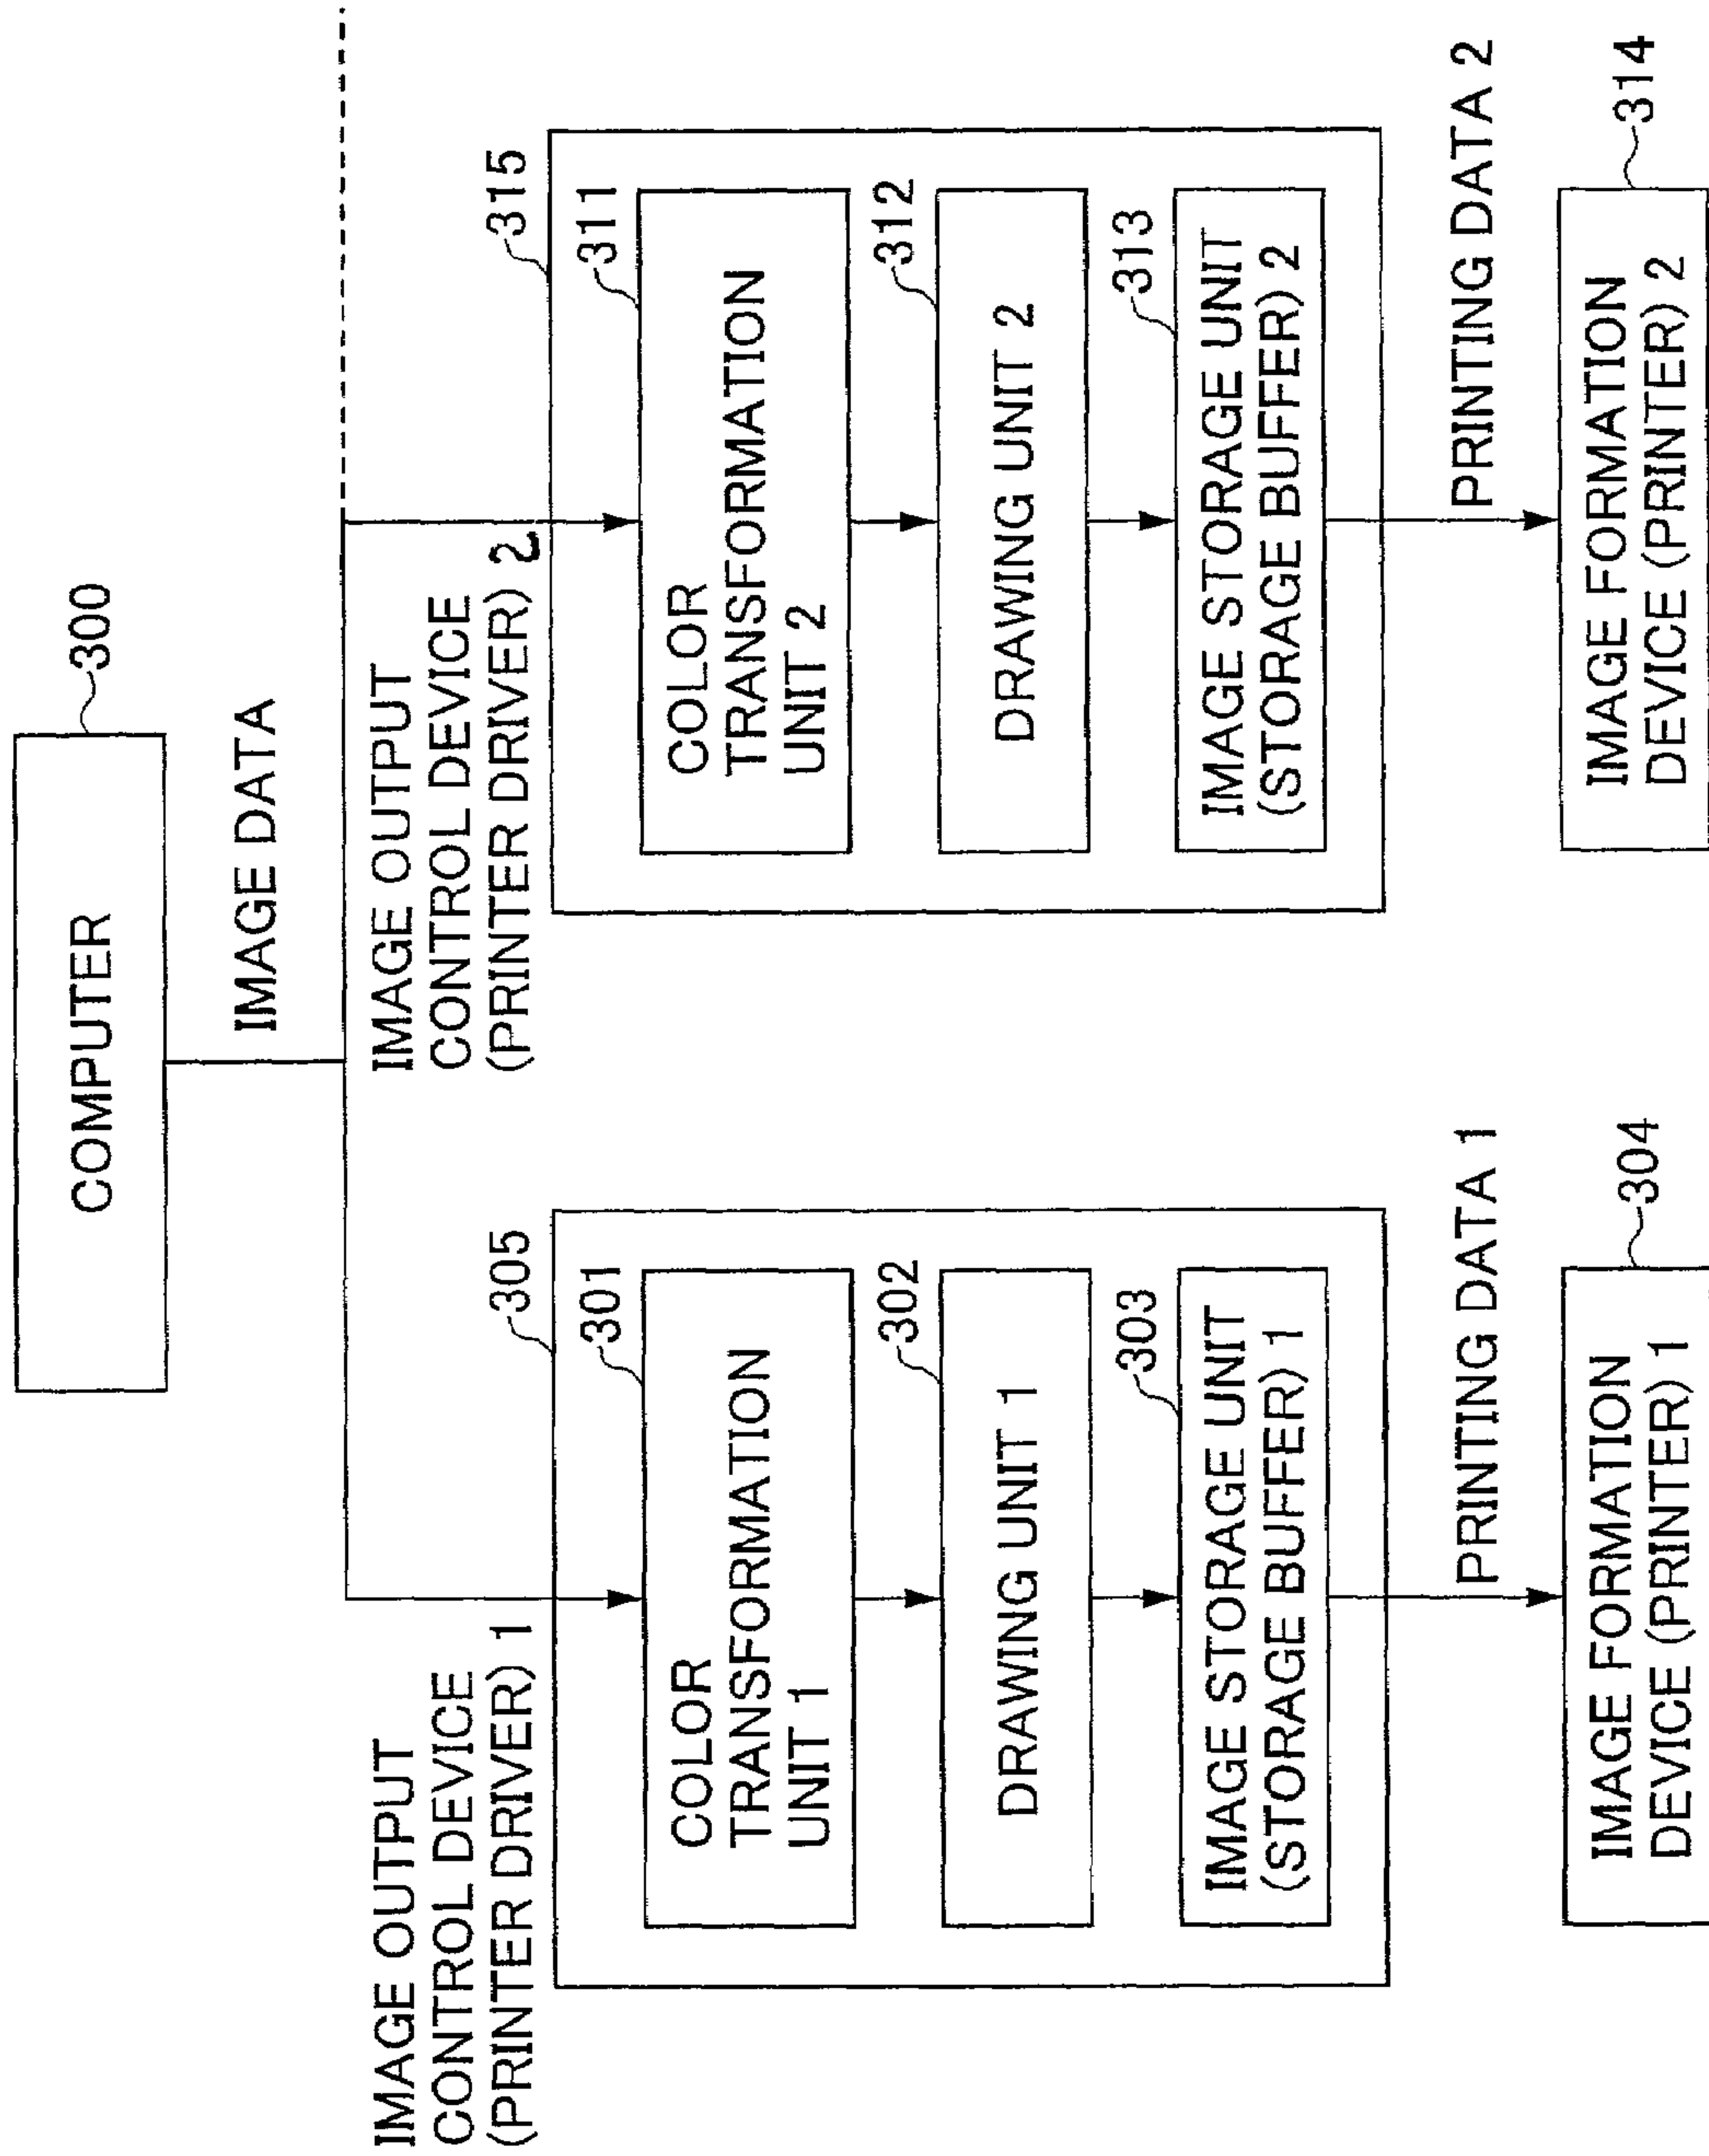 COMPUTER
300
IMAGE DATA
IMAGE OUTPUT
CONTROL DEVICE
(PRINTER DRIVER) 1
305
301
COLOR
TRANSFORMATION
UNIT 1
302
DRAWING UNIT 1
303
IMAGE STORAGE UNIT
(STORAGE BUFFER) 1
PRINTING DATA 1
304
IMAGE FORMATION
DEVICE (PRINTER) 1
IMAGE OUTPUT
CONTROL DEVICE
(PRINTER DRIVER) 2
315
311
COLOR
TRANSFORMATION
UNIT 2
312
DRAWING UNIT 2
313
IMAGE STORAGE UNIT
(STORAGE BUFFER) 2
PRINTING DATA 2
314
IMAGE FORMATION
DEVICE (PRINTER) 2